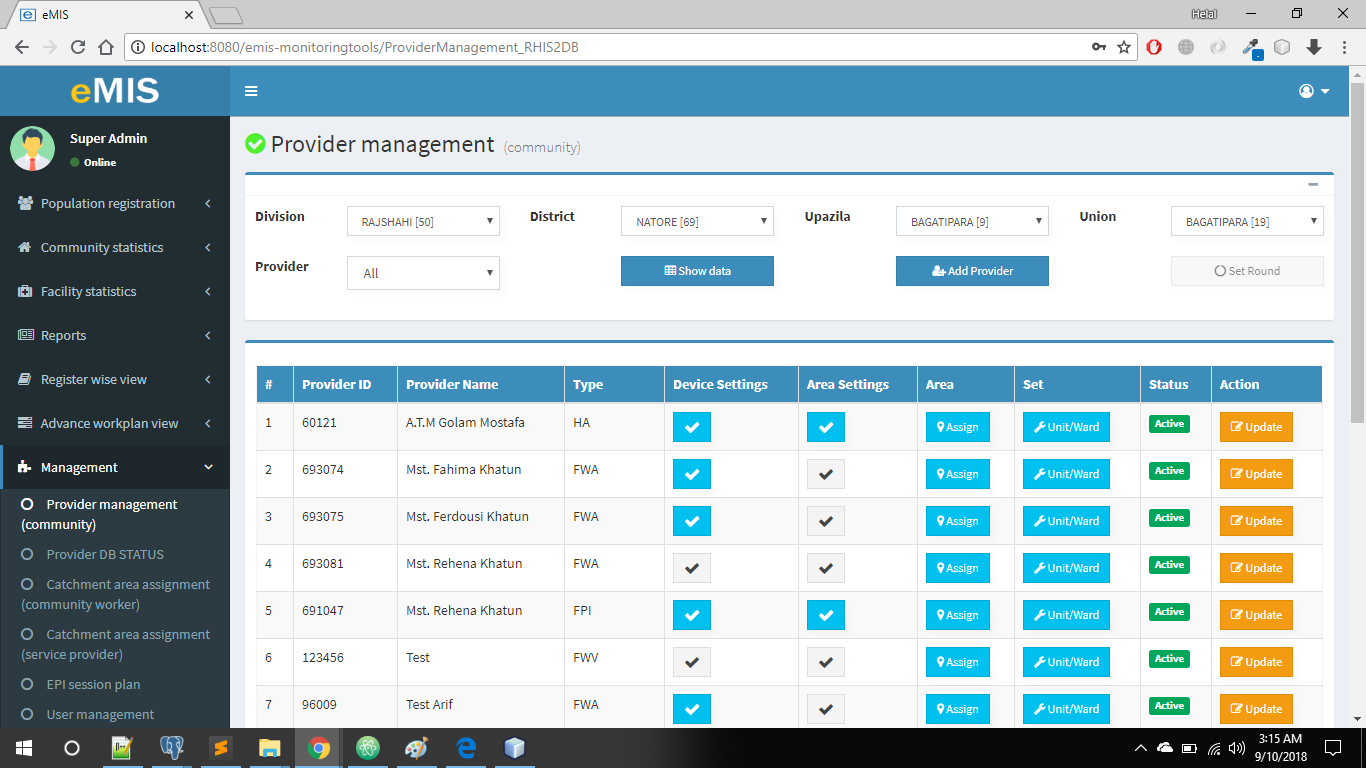 eMIS
Helal
localhost:8080/emis-monitoringtools/ProviderManagement_RHIS2DB
eMIS
Super Admin
Online
Population registration
Community statistics
Facility statistics
Reports
Register wise view
Advance workplan view
Management
Provider management
(community)
Provider DB STATUS
Catchment area assignment
(community worker)
Catchment area assignment
(service provider)
EPI session plan
User management
Provider management (community)
Division RAJSHAHI [50] District NATORE [69] Upazila BAGATIPARA [9] Union BAGATIPARA [19]
Provider All Show data Add Provider Set Round
# Provider ID Provider Name Type Device Settings Area Settings Area Set Status Action
1 60121 A.T.M Golam Mostafa HA Assign Unit/Ward Active Update
2 693074 Mst. Fahima Khatun FWA Assign Unit/Ward Active Update
3 693075 Mst. Ferdousi Khatun FWA Assign Unit/Ward Active Update
4 693081 Mst. Rehena Khatun FWA Assign Unit/Ward Active Update
5 691047 Mst. Rehena Khatun FPI Assign Unit/Ward Active Update
6 123456 Test FWV Assign Unit/Ward Active Update
7 96009 Test Arif FWA Assign Unit/Ward Active Update
3:15 AM
9/10/2018